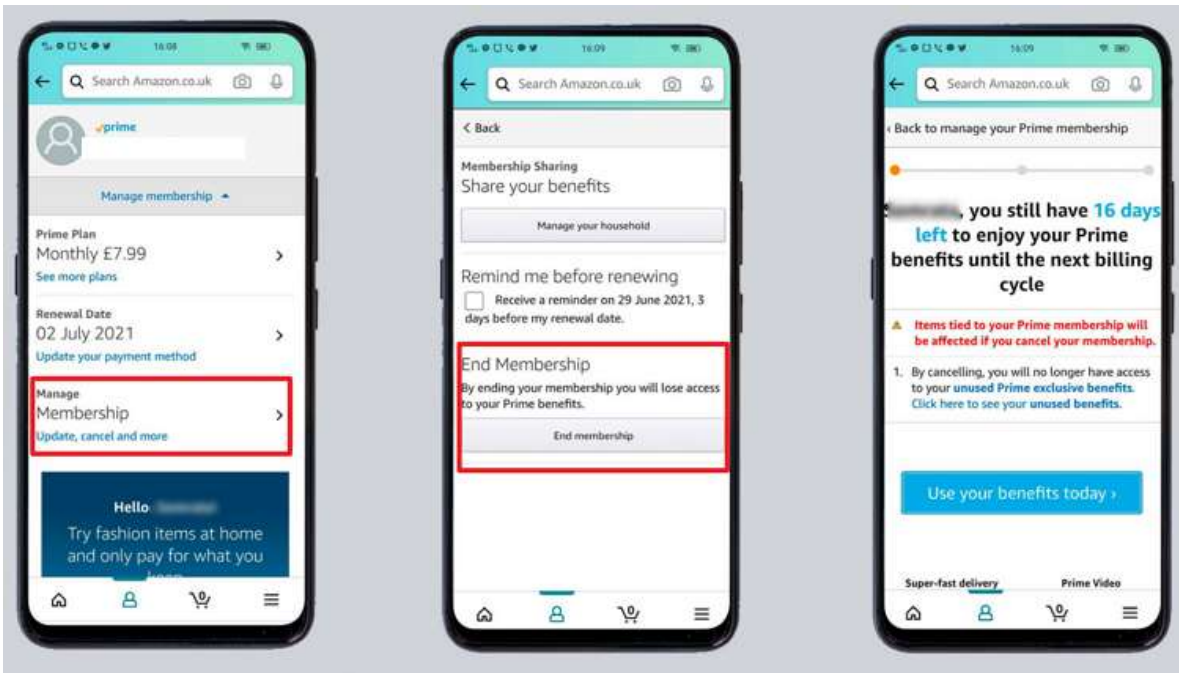 16:08
Search Amazon.co.uk
prime
Manage membership
Prime Plan
Monthly £7.99
See more plans
Renewal Date
02 July 2021
Update your payment method
Manage
Membership
Update, cancel and more
Hello
Try fashion items at home
and only pay for what you
keep
16:09
Search Amazon.co.uk
< Back
Membership Sharing
Share your benefits
Manage your household
Remind me before renewing
Receive a reminder on 29 June 2021, 3
days before my renewal date.
End Membership
By ending your membership you will lose access
to your Prime benefits.
End membership
16:09
Search Amazon.co.uk
‹ Back to manage your Prime membership
, you still have 16 days
left to enjoy your Prime
benefits until the next billing
cycle
Items tied to your Prime membership will
be affected if you cancel your membership.
1. By cancelling, you will no longer have access
to your unused Prime exclusive benefits.
Click here to see your unused benefits.
Use your benefits today ›
Super-fast delivery Prime Video